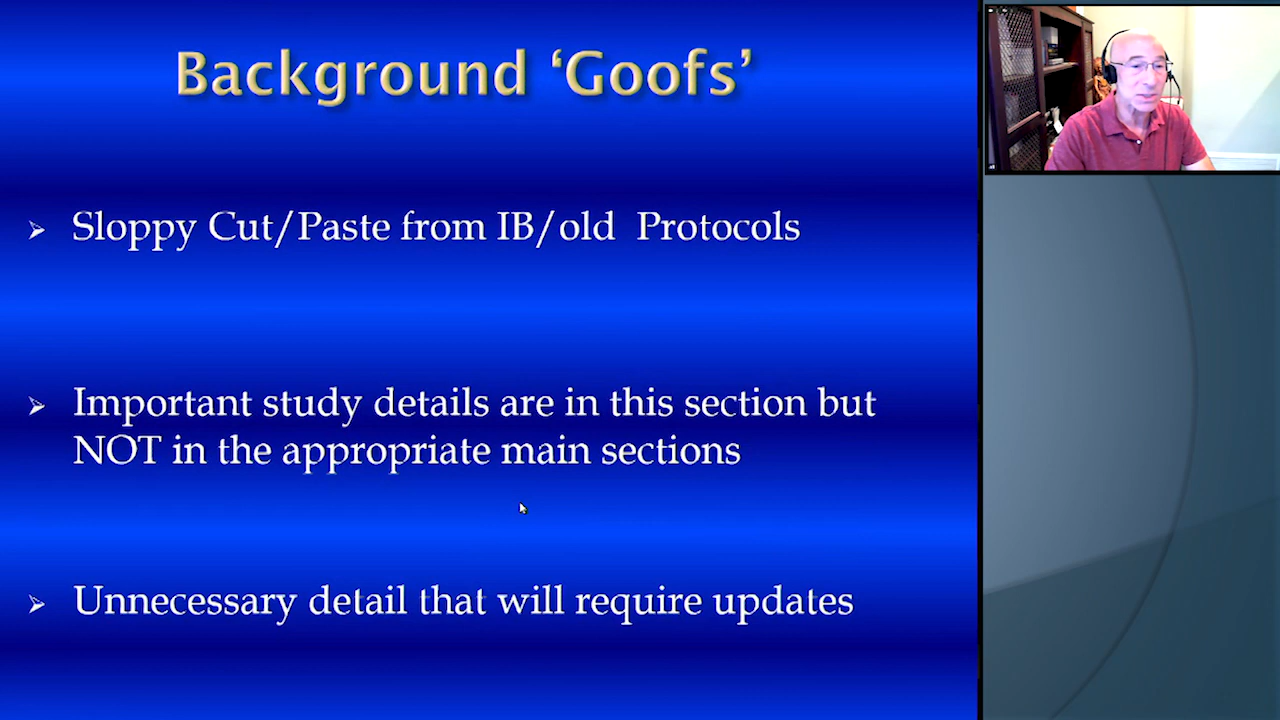 Background ‘Goofs’
Sloppy Cut/Paste from IB/old Protocols
Important study details are in this section but
NOT in the appropriate main sections
Unnecessary detail that will require updates